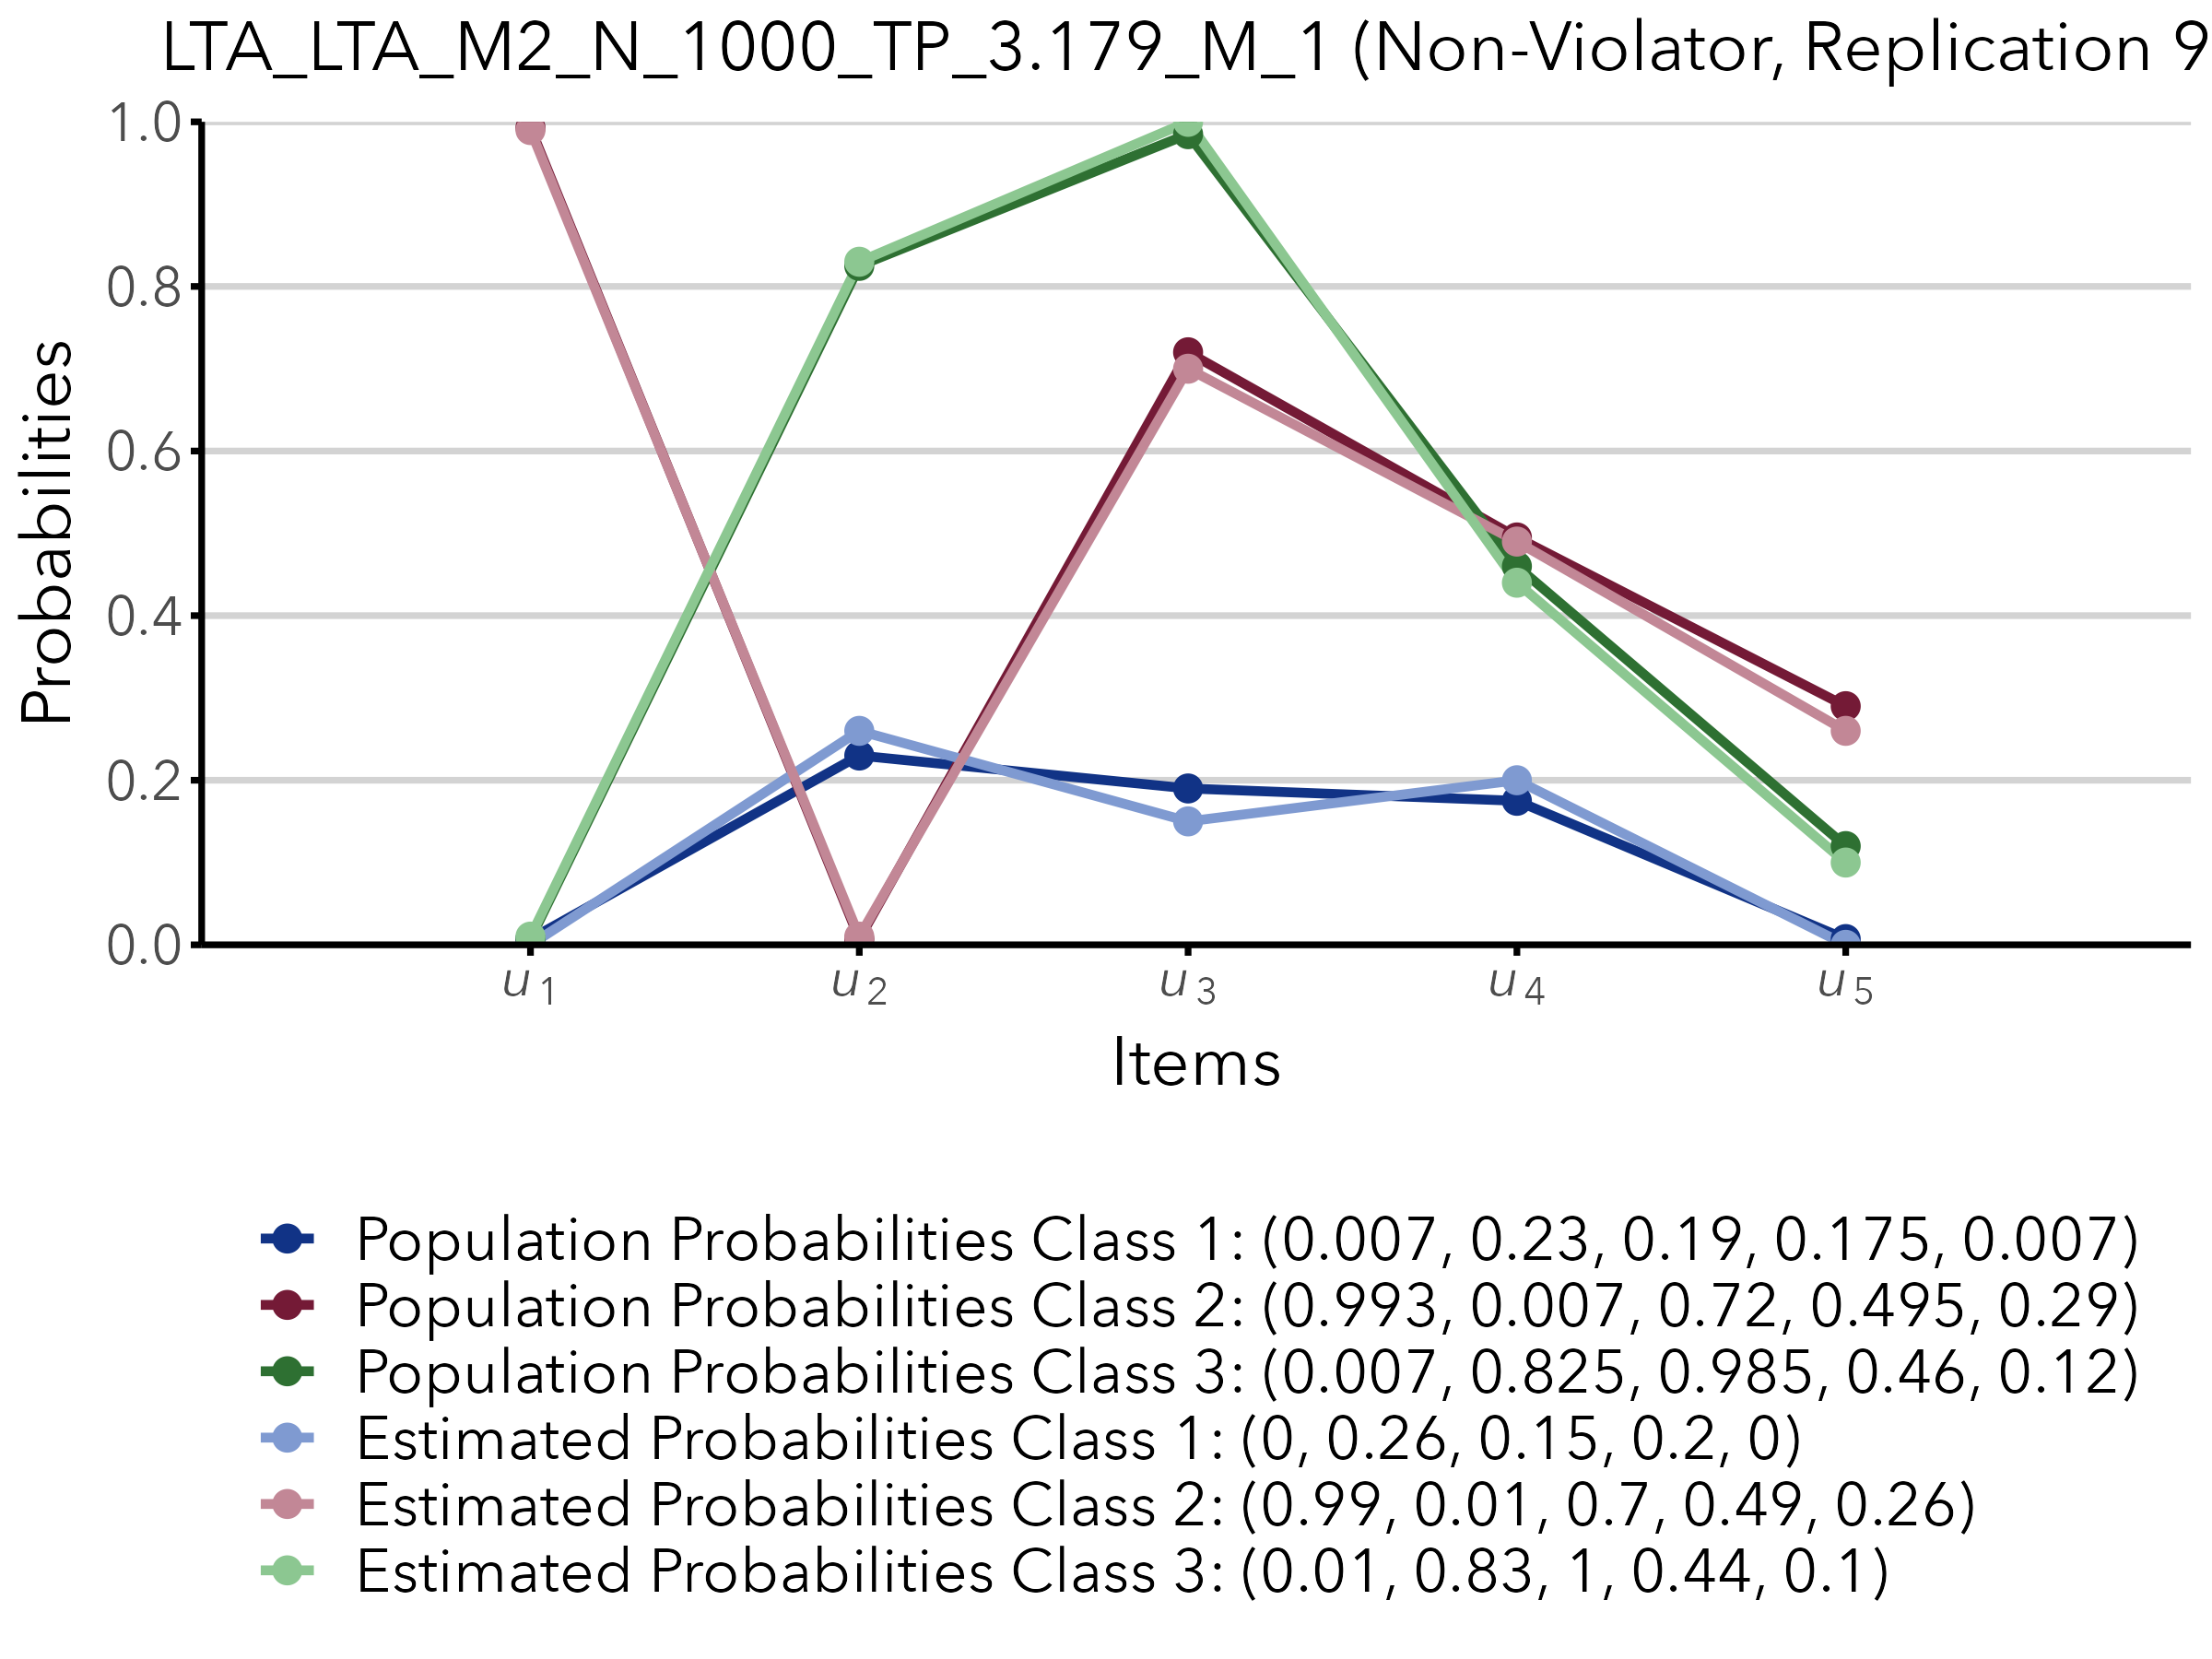 LTA_LTA_M2_N_1000_TP_3.179_M_1 (Non-Violator, Replication 9
1.0
0.8
0.6
0.4
0.2
0.0
Probabilities
u1 u2 u3 u4 u5
Items
Population Probabilities Class 1: (0.007, 0.23, 0.19, 0.175, 0.007)
Population Probabilities Class 2: (0.993, 0.007, 0.72, 0.495, 0.29)
Population Probabilities Class 3: (0.007, 0.825, 0.985, 0.46, 0.12)
Estimated Probabilities Class 1: (0, 0.26, 0.15, 0.2, 0)
Estimated Probabilities Class 2: (0.99, 0.01, 0.7, 0.49, 0.26)
Estimated Probabilities Class 3: (0.01, 0.83, 1, 0.44, 0.1)